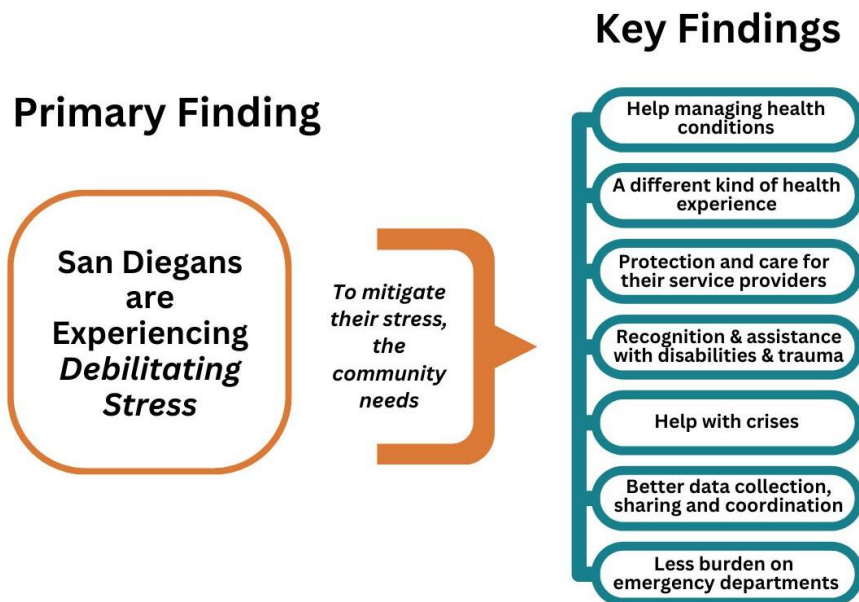 Primary Finding
San Diegans
are
Experiencing
Debilitating
Stress
To mitigate
their stress,
the
community
needs
Key Findings
Help managing health
conditions
A different kind of health
experience
Protection and care for
their service providers
Recognition & assistance
with disabilities & trauma
Help with crises
Better data collection,
sharing and coordination
Less burden on
emergency departments